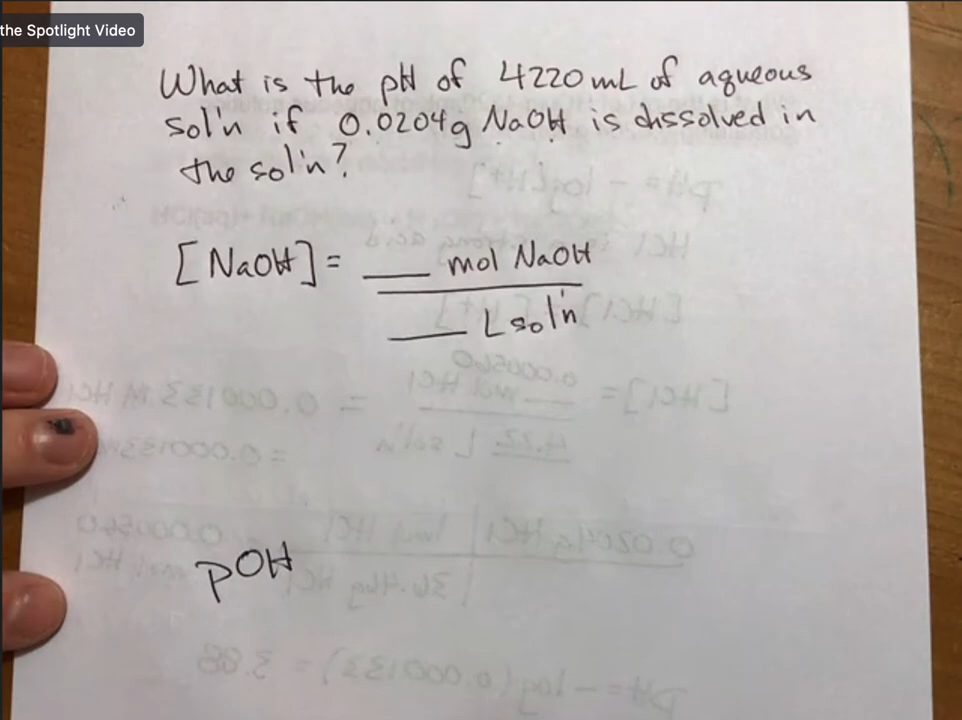 the Spotlight Video
What is the pH of 4220 mL of aqueous
sol'n if 0.0204g NaOH is dissolved in
the sol'n?
[NaOH] = ___ mol NaOH
___ L sol'n
pOH